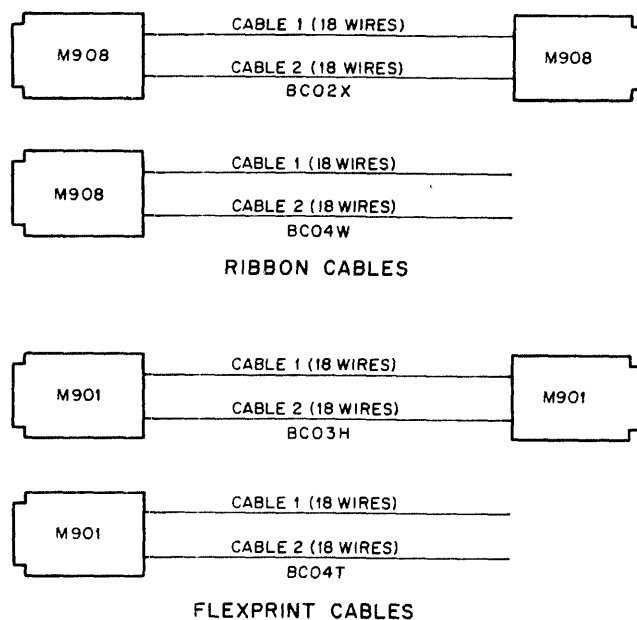 CABLE 1 (18 WIRES)
M908
M908
CABLE 2 (18 WIRES)
BC02X
CABLE 1 (18 WIRES)
M908
CABLE 2 (18 WIRES)
BC04W
RIBBON CABLES
CABLE 1 (18 WIRES)
M901
M901
CABLE 2 (18 WIRES)
BC03H
CABLE 1 (18 WIRES)
M901
CABLE 2 (18 WIRES)
BC04T
FLEXPRINT CABLES